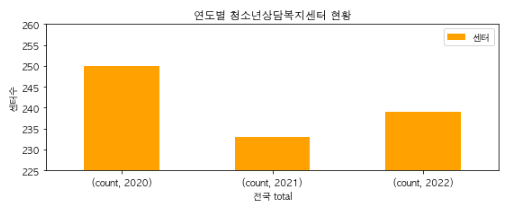 연도별 청소년상담복지센터 현황
센터
센터수
260
255
250
245
240
235
230
225
(count, 2020)
(count, 2021)
(count, 2022)
전국 total